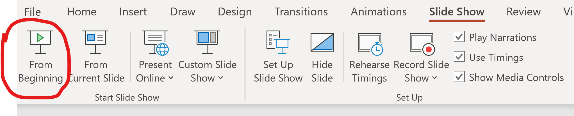 File Home Insert Draw Design Transitions Animations Slide Show Review Vi
From Beginning
From Current Slide
Present Online
Custom Slide Show
Set Up Slide Show
Hide Slide
Rehearse Timings
Record Slide Show
Play Narrations
Use Timings
Show Media Controls
Start Slide Show
Set Up